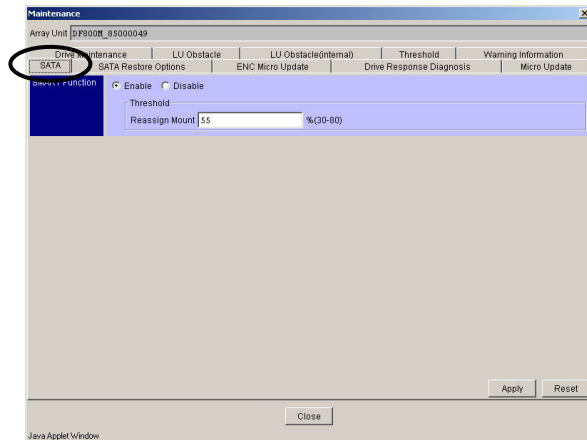 Maintenance
Array Unit DF800M_85000049
Drive Maintenance LU Obstacle LU Obstacle(internal) Threshold Warning Information
SATA SATA Restore Options ENC Micro Update Drive Response Diagnosis Micro Update
SMART Function Enable Disable
Threshold
Reassign Mount 55 %(30-80)
Apply Reset
Close
Java Applet Window